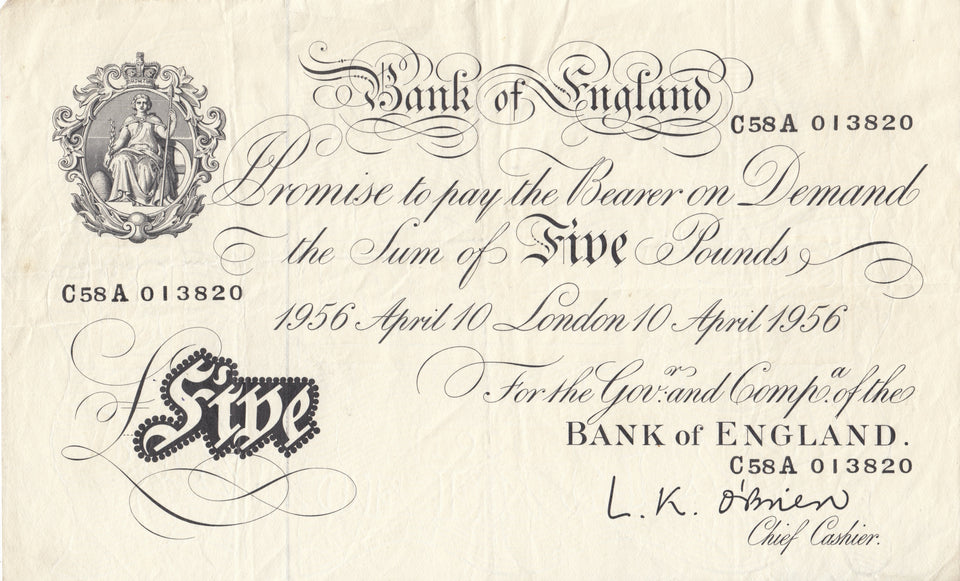 Bank of England
C58A 013820
I Promise to pay the Bearer on Demand
the Sum of Five Pounds
C58A 013820
1956 April 10 London 10 April 1956
£Five
For the Govr. and Compa. of the
BANK of ENGLAND.
C58A 013820
L. K. O'Brien
Chief Cashier.